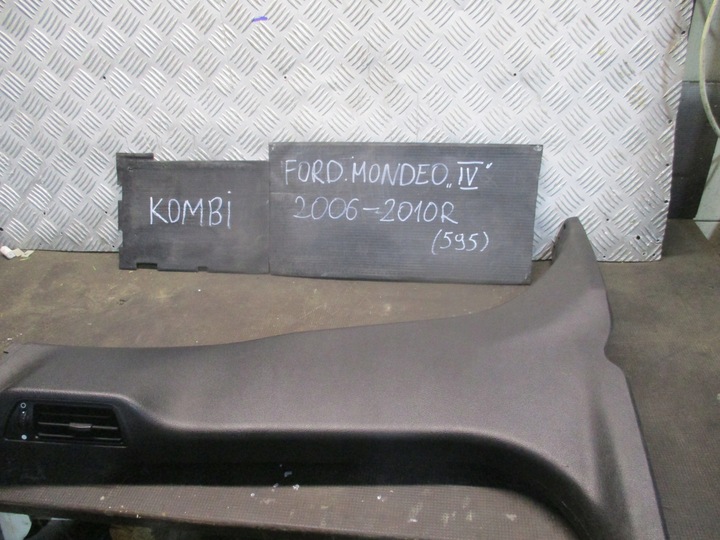 KOMBi
FORD.MONDEO„IV"
2006-2010R
(595)